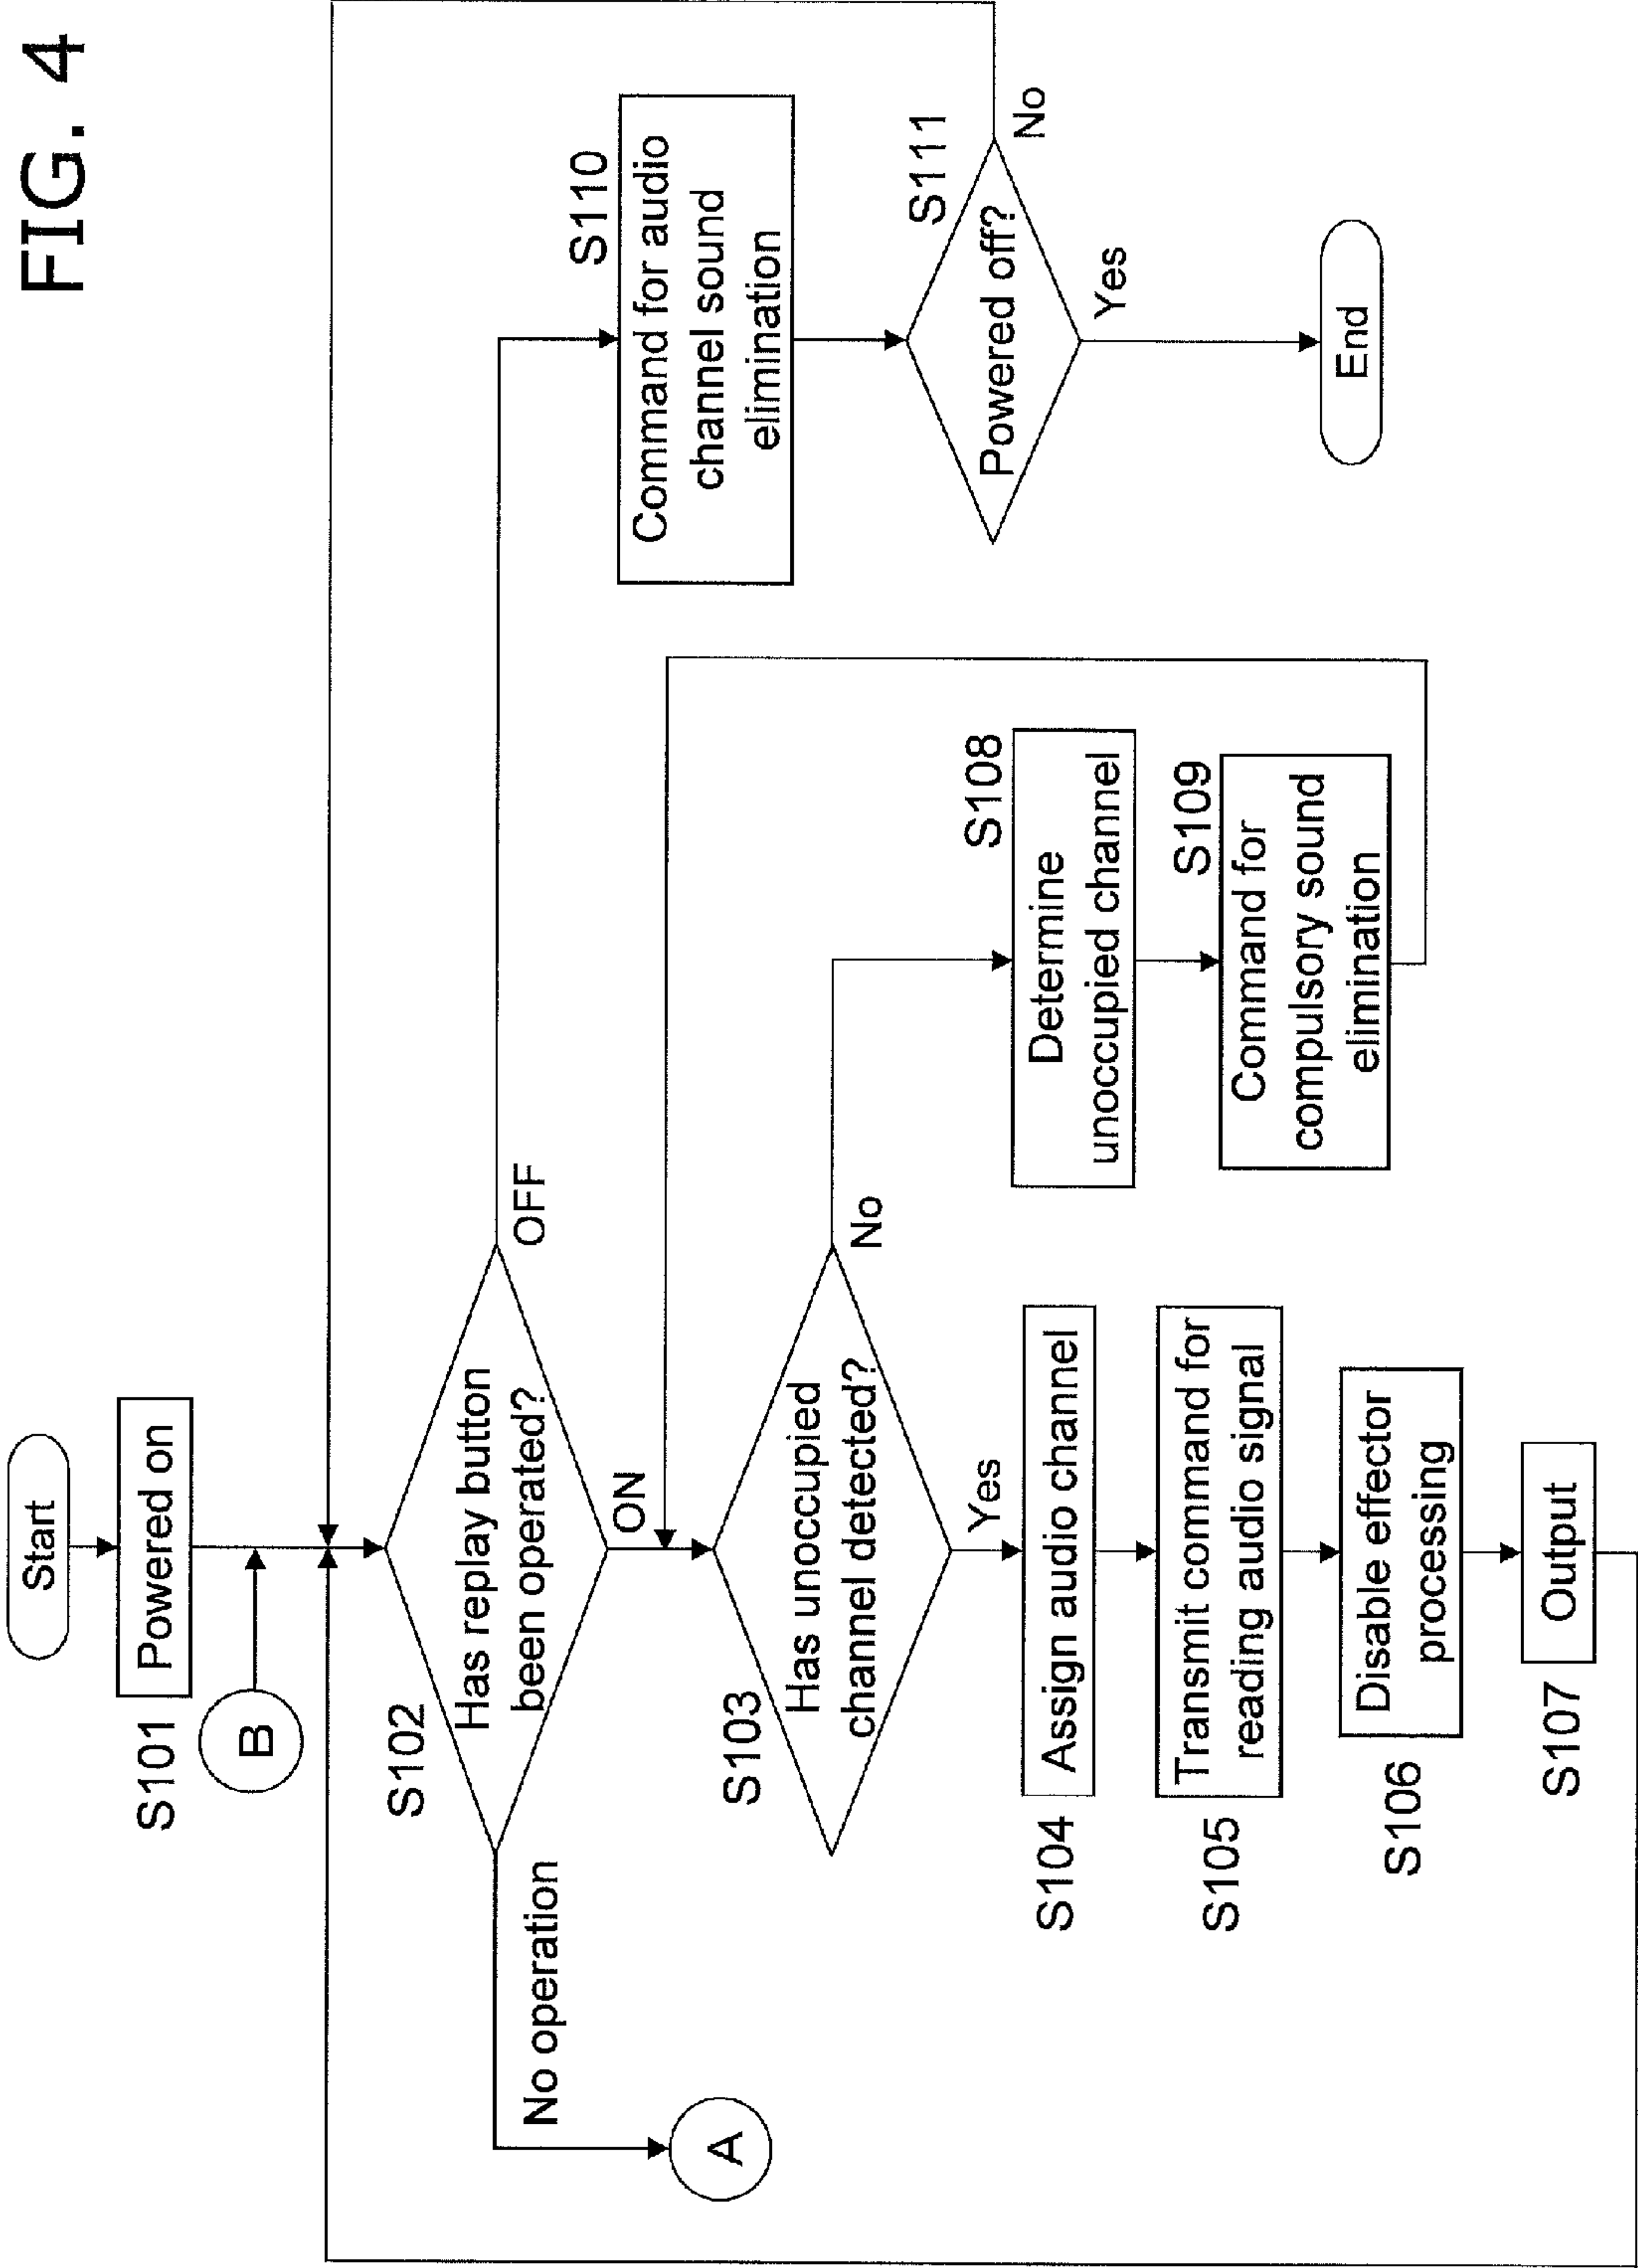 FIG. 4
Start
S101
Powered on
B
S102
Has replay button
been operated?
No operation
OFF
ON
A
S103
Has unoccupied
channel detected?
No
Yes
S104
Assign audio channel
S105
Transmit command for
reading audio signal
S106
Disable effector
processing
S107
Output
S108
Determine
unoccupied channel
S109
Command for
compulsory sound
elimination
S110
Command for audio
channel sound
elimination
S111
Powered off?
No
Yes
End